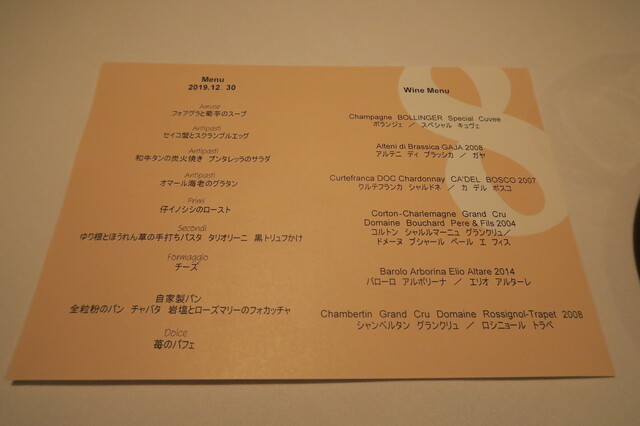 Menu
2019.12. 30
Amuse
フォアグラと菊芋のスープ
Antipasti
セイコ蟹とスクランブルエッグ
Antipasti
和牛タンの炭火焼き プンタレッラのサラダ
Antipasti
オマール海老のグラタン
Primi
仔イノシシのロースト
Secondi
ゆり根とほうれん草の手打ちパスタ タリオリーニ 黒トリュフかけ
Formaggio
チーズ
自家製パン
全粒粉のパン チャバタ 岩塩とローズマリーのフォカッチャ
Dolce
苺のパフェ
8
Wine Menu
Champagne BOLLINGER Special Cuvee
ボランジェ / スペシャル キュヴェ
Alteni di Brassica GAJA 2008
アルテニ ディ ブラッシカ / ガヤ
Curtefranca DOC Chardonnay CA'DEL BOSCO 2007
クルテフランカ シャルドネ / カ デル ボスコ
Corton-Charlemagne Grand Cru
Domaine Bouchard Pere & Fils 2004
コルトン シャルルマーニュ グランクリュ/
ドメーヌ ブシャール ペール エ フィス
Barolo Arborina Elio Altare 2014
バローロ アルボリーナ / エリオ アルターレ
Chambertin Grand Cru Domaine Rossignol-Trapet 2008
シャンベルタン グランクリュ / ロシニョール トラペ